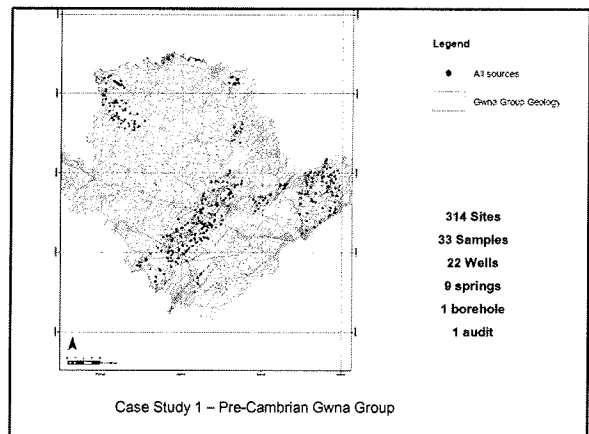 Legend
All sources
Gwna Group Geology
314 Sites
33 Samples
22 Wells
9 springs
1 borehole
1 audit
Case Study 1 – Pre-Cambrian Gwna Group